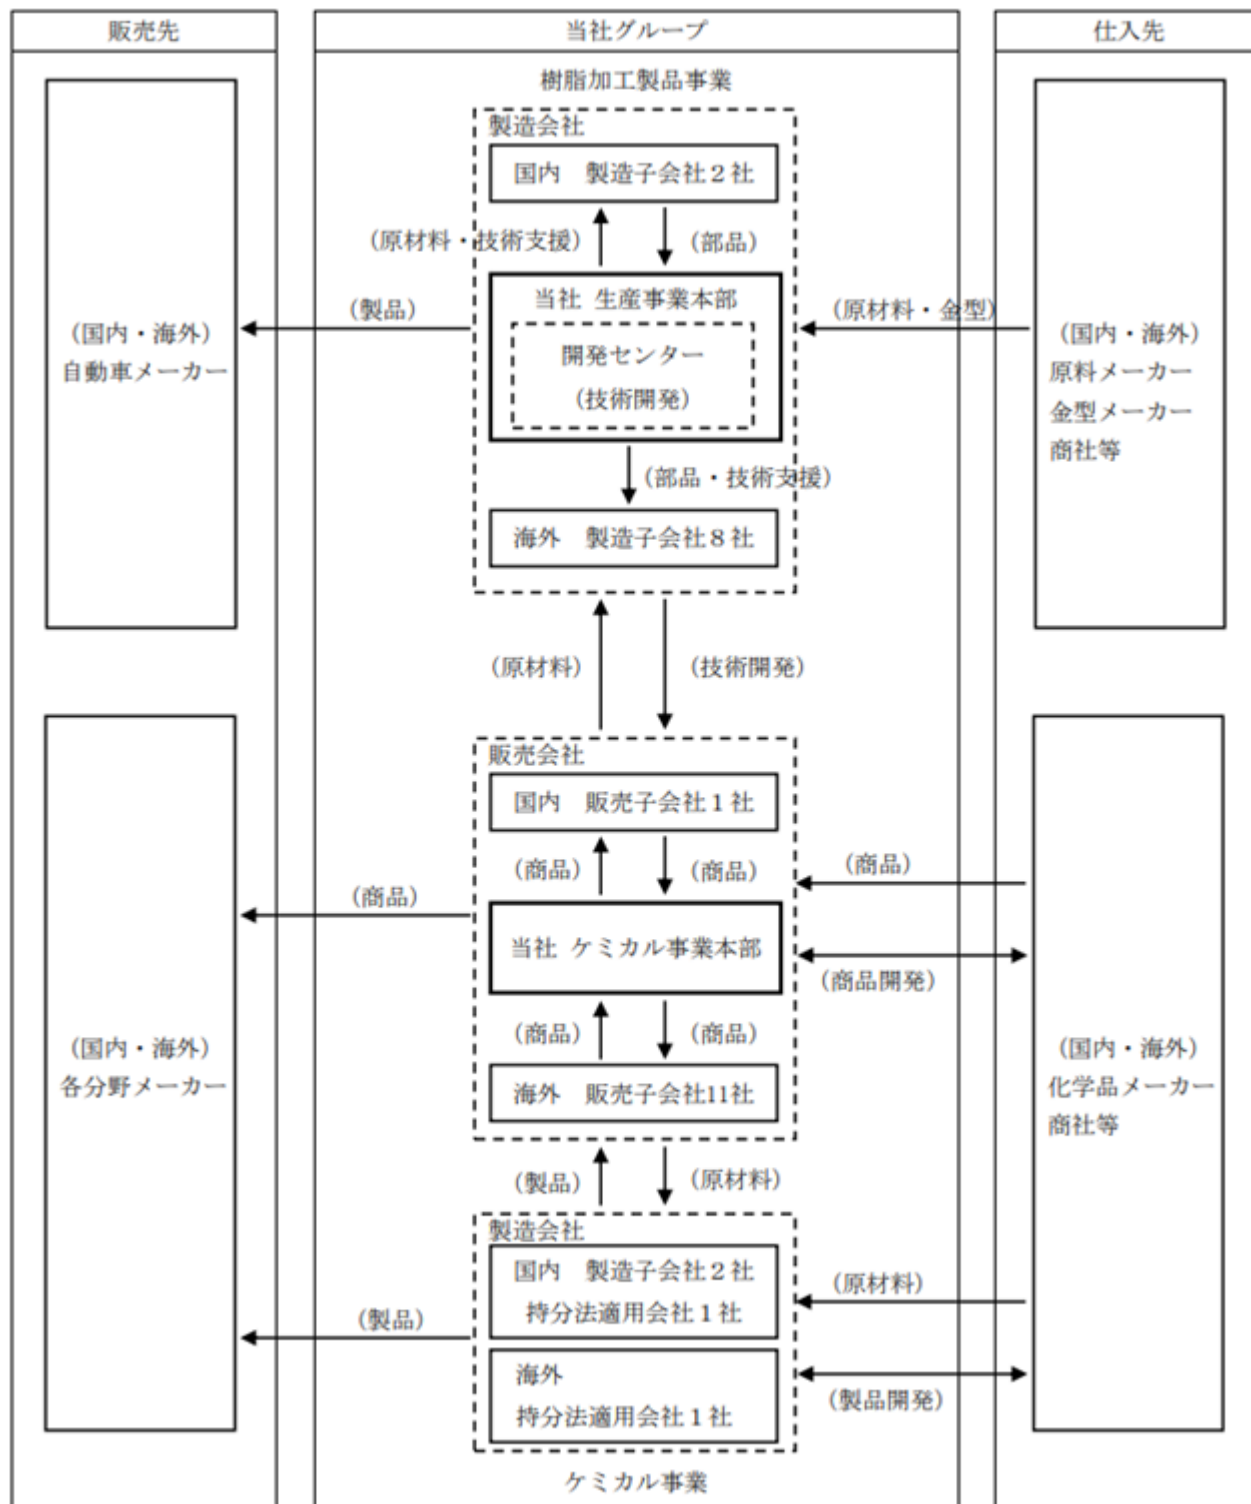 販売先
当社グループ
仕入先
樹脂加工製品事業
製造会社
国内　製造子会社２社
（原材料・技術支援）
（部品）
当社 生産事業本部
開発センター
（技術開発）
（製品）
（原材料・金型）
（国内・海外）
自動車メーカー
（国内・海外）
原料メーカー
金型メーカー
商社等
（部品・技術支援）
海外　製造子会社８社
（原材料）
（技術開発）
販売会社
国内　販売子会社１社
（商品）
（商品）
（商品）
（商品）
当社 ケミカル事業本部
（商品開発）
（商品）
（商品）
海外　販売子会社11社
（国内・海外）
各分野メーカー
（国内・海外）
化学品メーカー
商社等
（製品）
（原材料）
製造会社
国内　製造子会社２社
持分法適用会社１社
（原材料）
（製品）
海外
持分法適用会社１社
（製品開発）
ケミカル事業